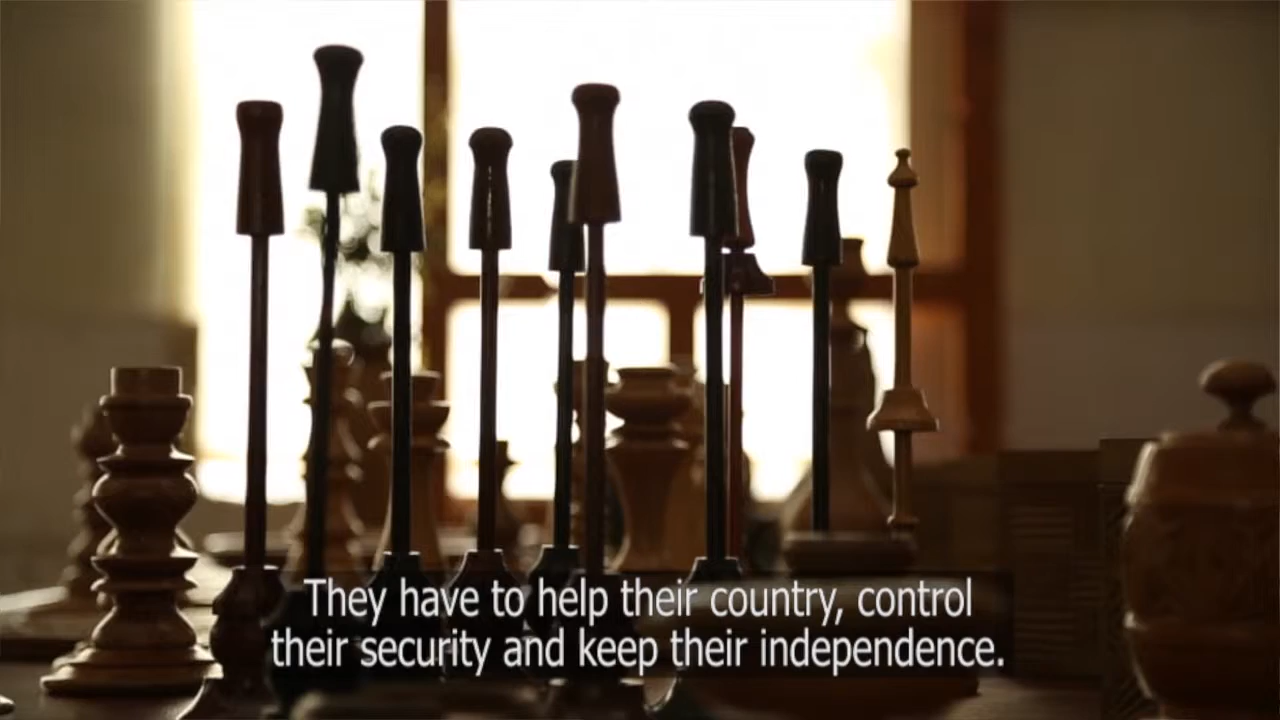 They have to help their country, control
their security and keep their independence.